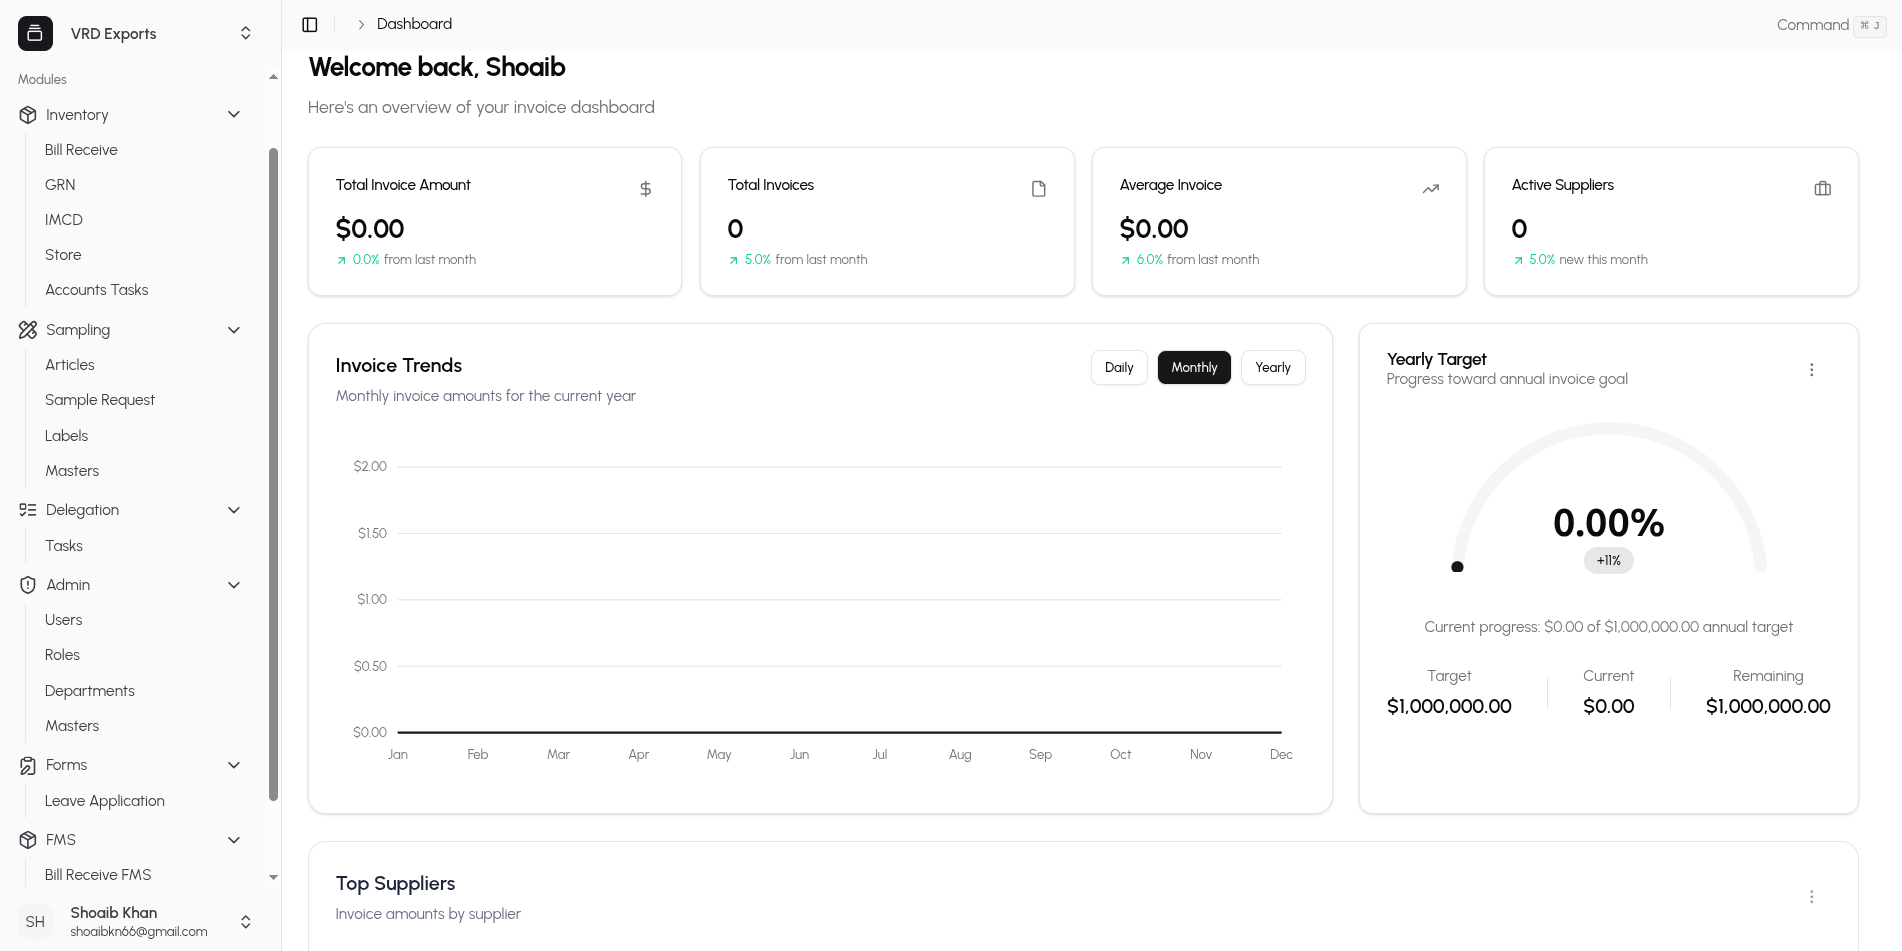 VRD Exports
Modules
Inventory
Bill Receive
GRN
IMCD
Store
Accounts Tasks
Sampling
Articles
Sample Request
Labels
Masters
Delegation
Tasks
Admin
Users
Roles
Departments
Masters
Forms
Leave Application
FMS
Bill Receive FMS
SH
Shoaib Khan
shoaibkn66@gmail.com
Dashboard
Command ⌘ J
Welcome back, Shoaib
Here's an overview of your invoice dashboard
Total Invoice Amount
$0.00
0.0% from last month
Total Invoices
0
5.0% from last month
Average Invoice
$0.00
6.0% from last month
Active Suppliers
0
5.0% new this month
Invoice Trends
Monthly invoice amounts for the current year
Daily
Monthly
Yearly
$2.00
$1.50
$1.00
$0.50
$0.00
Jan Feb Mar Apr May Jun Jul Aug Sep Oct Nov Dec
Yearly Target
Progress toward annual invoice goal
0.00%
+11%
Current progress: $0.00 of $1,000,000.00 annual target
Target
$1,000,000.00
Current
$0.00
Remaining
$1,000,000.00
Top Suppliers
Invoice amounts by supplier